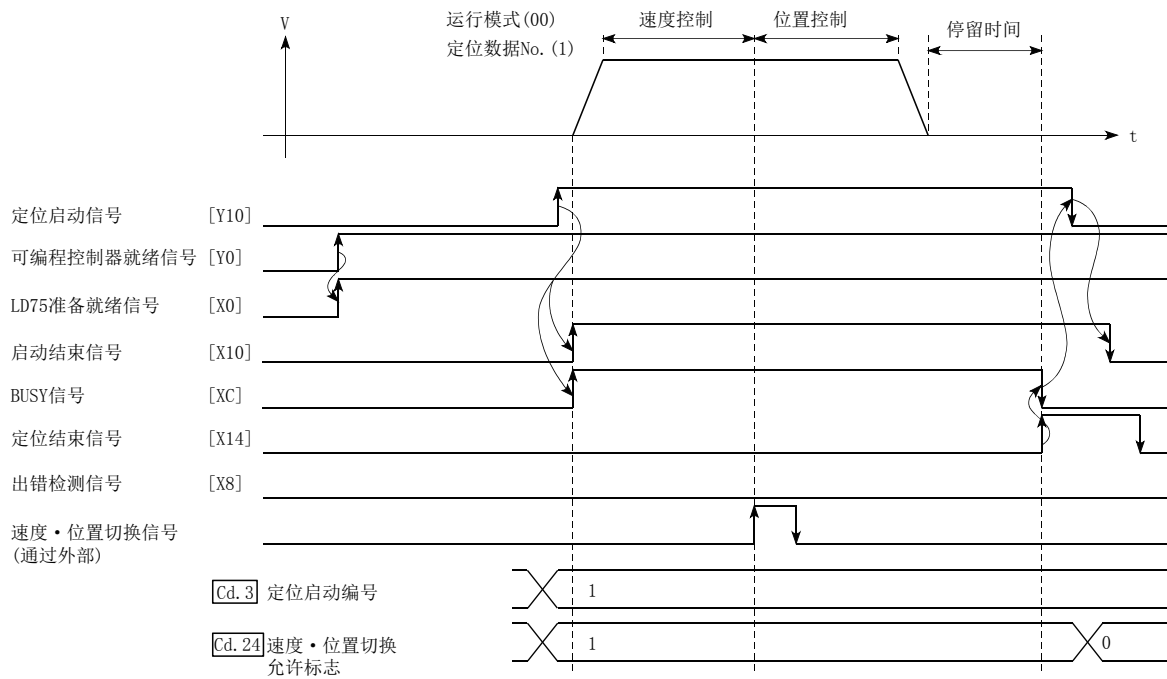 V
运行模式(00)
定位数据No.(1)
速度控制
位置控制
停留时间
t
定位启动信号 [Y10]
可编程控制器就绪信号 [Y0]
LD75准备就绪信号 [X0]
启动结束信号 [X10]
BUSY信号 [XC]
定位结束信号 [X14]
出错检测信号 [X8]
速度·位置切换信号
(通过外部)
Cd.3 定位启动编号 1
Cd.24 速度·位置切换 1 0
允许标志